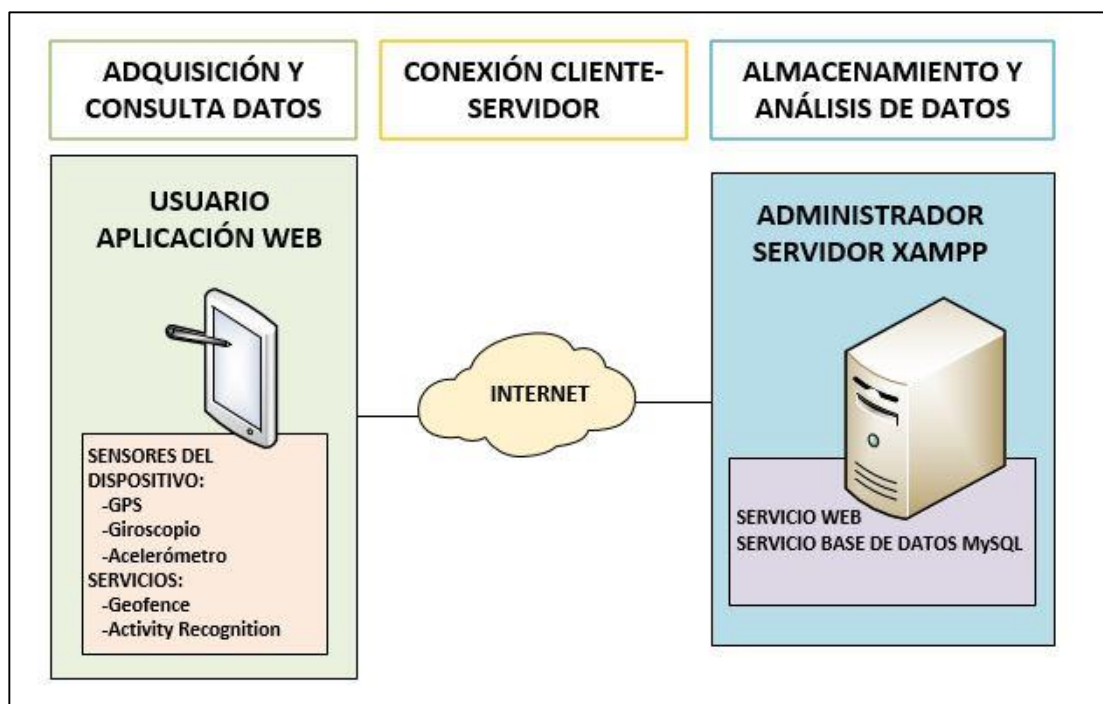 ADQUISICIÓN Y
CONSULTA DATOS
CONEXIÓN CLIENTE-
SERVIDOR
ALMACENAMIENTO Y
ANÁLISIS DE DATOS
USUARIO
APLICACIÓN WEB
SENSORES DEL
DISPOSITIVO:
-GPS
-Giroscopio
-Acelerómetro
SERVICIOS:
-Geofence
-Activity Recognition
INTERNET
ADMINISTRADOR
SERVIDOR XAMPP
SERVICIO WEB
SERVICIO BASE DE DATOS MySQL